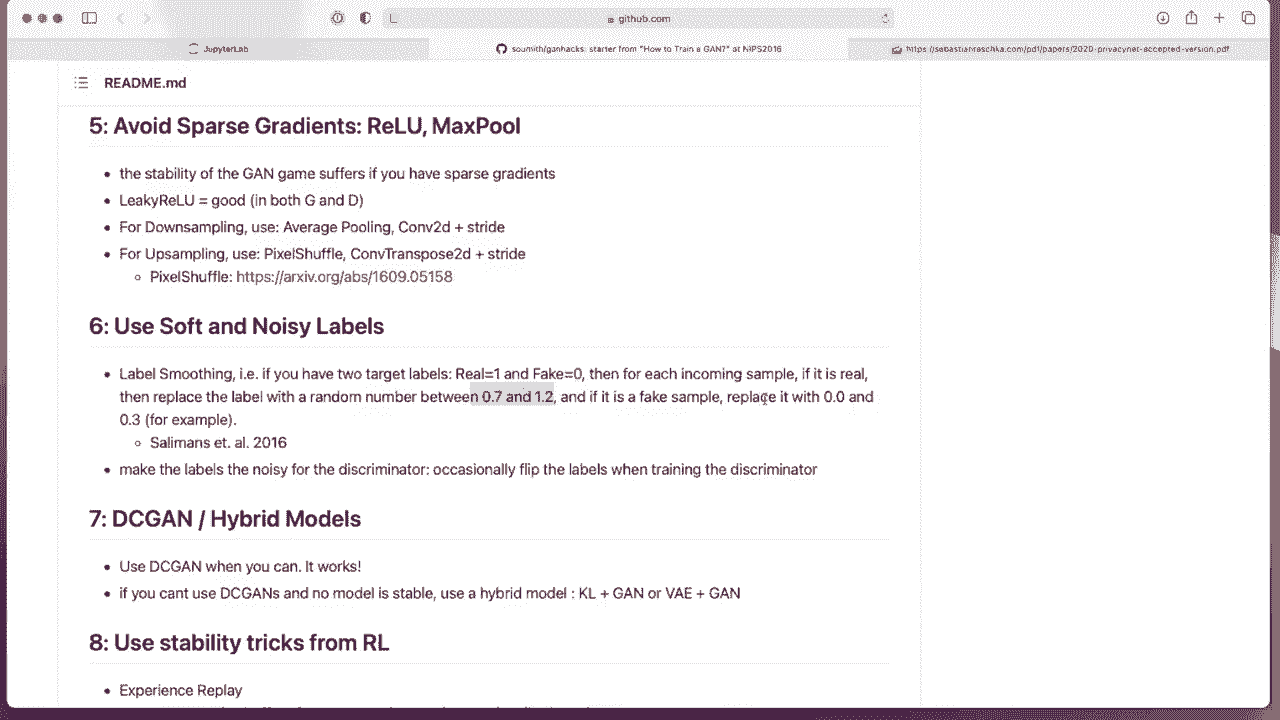 github.com
JupyterLab
soumith/ganhacks: starter from "How to Train a GAN?" at NIPS2016
https://sebastianraschka.com/pdf/papers/2020-privacynet-accepted-version.pdf
README.md
5: Avoid Sparse Gradients: ReLU, MaxPool
• the stability of the GAN game suffers if you have sparse gradients
• LeakyReLU = good (in both G and D)
• For Downsampling, use: Average Pooling, Conv2d + stride
• For Upsampling, use: PixelShuffle, ConvTranspose2d + stride
◦ PixelShuffle: https://arxiv.org/abs/1609.05158
6: Use Soft and Noisy Labels
• Label Smoothing, i.e. if you have two target labels: Real=1 and Fake=0, then for each incoming sample, if it is real,
then replace the label with a random number between 0.7 and 1.2, and if it is a fake sample, replace it with 0.0 and
0.3 (for example).
◦ Salimans et. al. 2016
• make the labels the noisy for the discriminator: occasionally flip the labels when training the discriminator
7: DCGAN / Hybrid Models
• Use DCGAN when you can. It works!
• if you cant use DCGANs and no model is stable, use a hybrid model : KL + GAN or VAE + GAN
8: Use stability tricks from RL
• Experience Replay